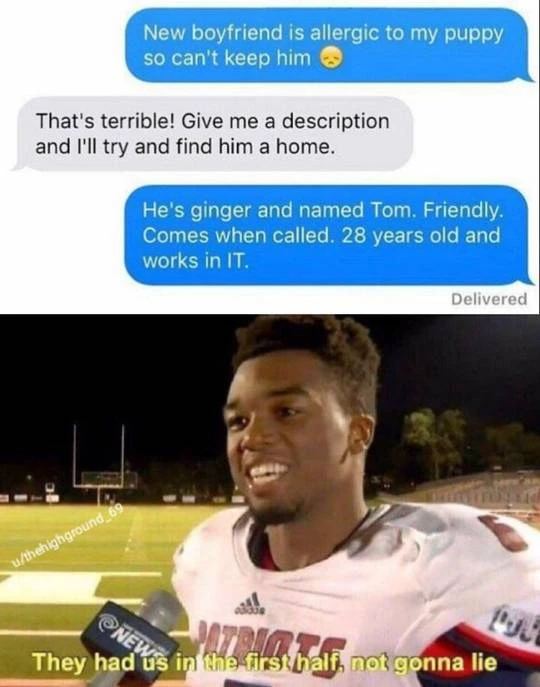 New boyfriend is allergic to my puppy
so can't keep him 😞
That's terrible! Give me a description
and I'll try and find him a home.
He's ginger and named Tom. Friendly.
Comes when called. 28 years old and
works in IT.
Delivered
u/thehighground_69
adidas
NEWS
PATRIOTS
They had us in the first half, not gonna lie